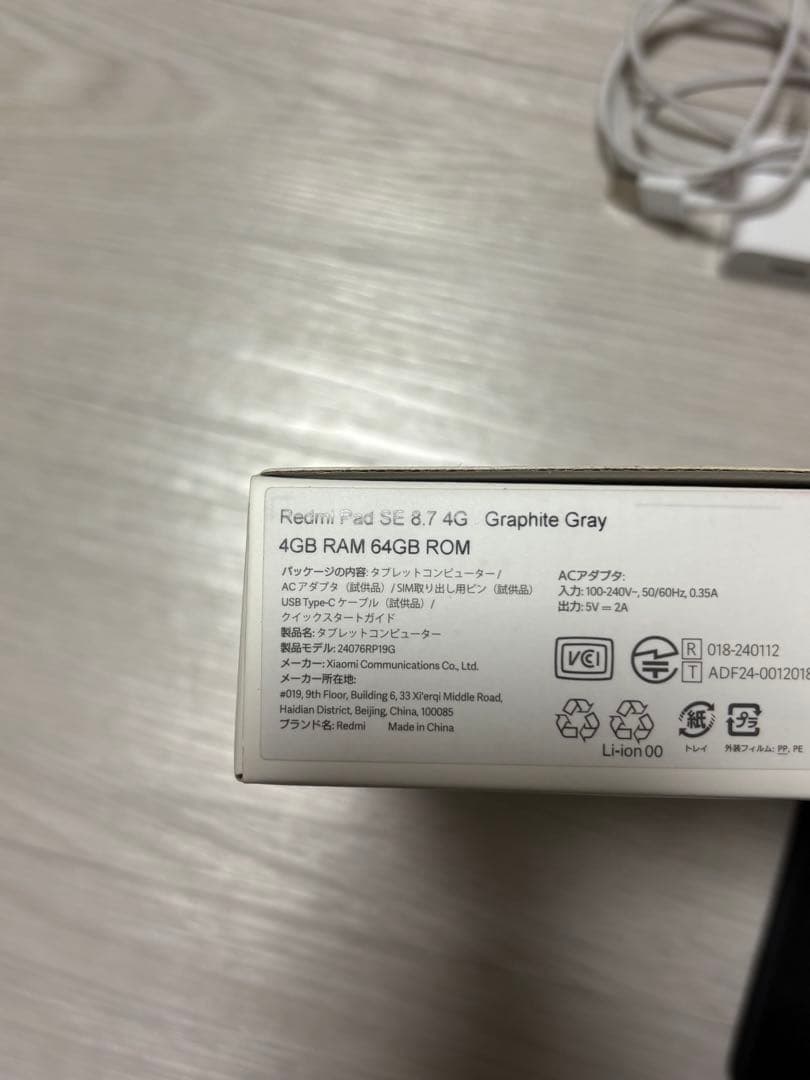 Redmi Pad SE 8.7 4G Graphite Gray
4GB RAM 64GB ROM
パッケージの内容: タブレットコンピューター /
AC アダプタ（試供品）/ SIM取り出し用ピン（試供品）
USB Type-C ケーブル（試供品）/
クイックスタートガイド
製品名: タブレットコンピューター
製品モデル: 24076RP19G
メーカー: Xiaomi Communications Co., Ltd.
メーカー所在地:
#019, 9th Floor, Building 6, 33 Xi'erqi Middle Road,
Haidian District, Beijing, China, 100085
ブランド名: Redmi Made in China
ACアダプタ:
入力: 100-240V~, 50/60Hz, 0.35A
出力: 5V = 2A
VCCI
R 018-240112
T ADF24-0012018
Li-ion 00
紙
トレイ
プラ
外装フィルム: PP, PE